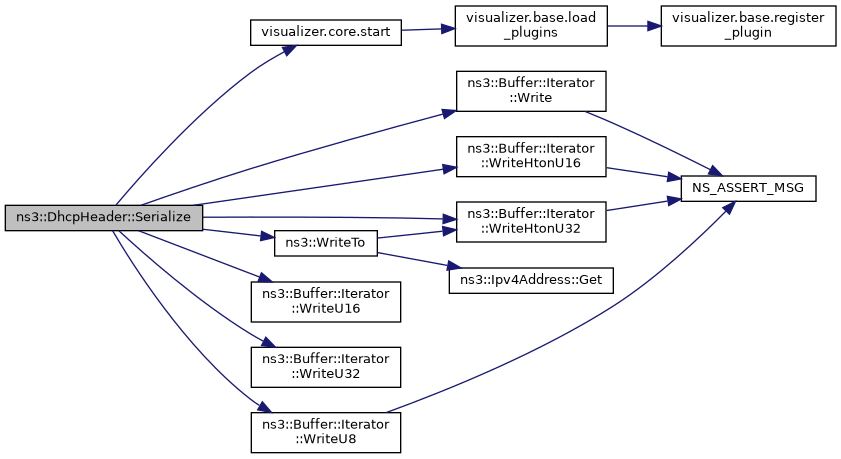 visualizer.core.start
visualizer.base.load
_plugins
visualizer.base.register
_plugin
ns3::Buffer::Iterator
::Write
ns3::Buffer::Iterator
::WriteHtonU16
NS_ASSERT_MSG
ns3::DhcpHeader::Serialize
ns3::Buffer::Iterator
::WriteHtonU32
ns3::WriteTo
ns3::Ipv4Address::Get
ns3::Buffer::Iterator
::WriteU16
ns3::Buffer::Iterator
::WriteU32
ns3::Buffer::Iterator
::WriteU8